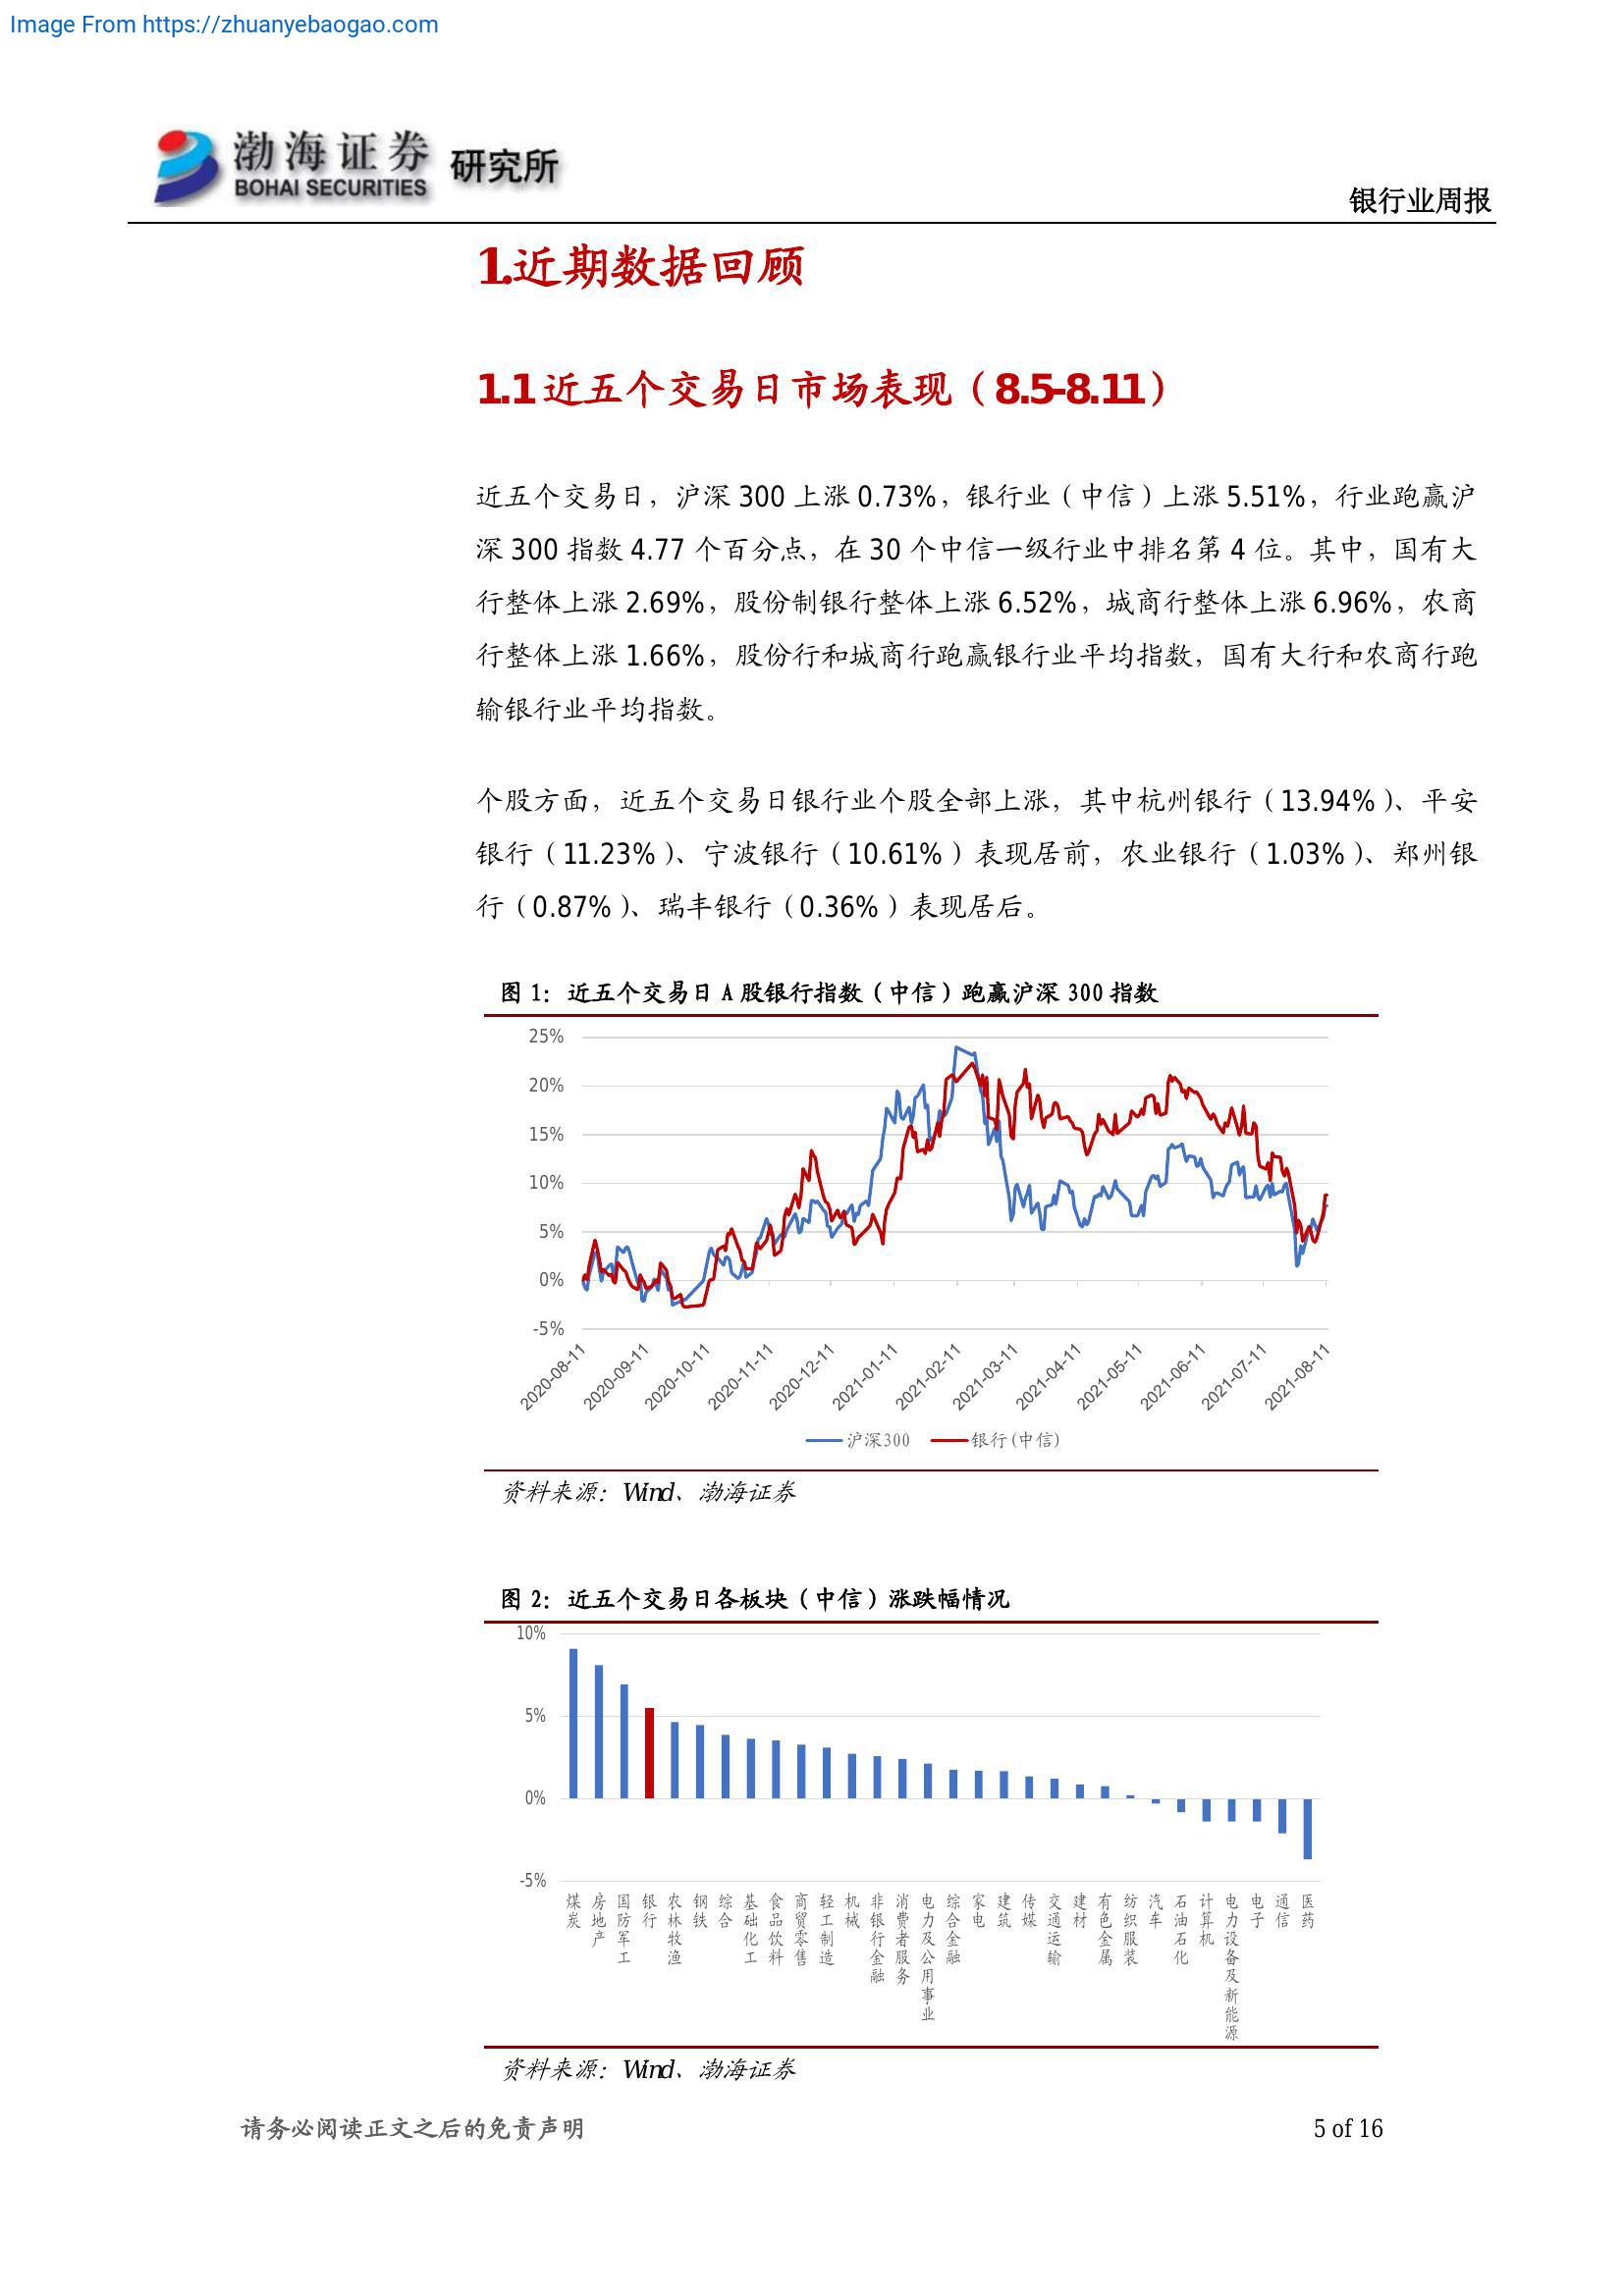 Image From https://zhuanyebaogao.com
渤海证券 研究所
BOHAI SECURITIES
银行业周报
1.近期数据回顾
1.1 近五个交易日市场表现（8.5-8.11）
近五个交易日，沪深 300 上涨 0.73%，银行业（中信）上涨 5.51%，行业跑赢沪
深 300 指数 4.77 个百分点，在 30 个中信一级行业中排名第 4 位。其中，国有大
行整体上涨 2.69%，股份制银行整体上涨 6.52%，城商行整体上涨 6.96%，农商
行整体上涨 1.66%，股份行和城商行跑赢银行业平均指数，国有大行和农商行跑
输银行业平均指数。
个股方面，近五个交易日银行业个股全部上涨，其中杭州银行（13.94%）、平安
银行（11.23%）、宁波银行（10.61%）表现居前，农业银行（1.03%）、郑州银
行（0.87%）、瑞丰银行（0.36%）表现居后。
图 1：近五个交易日 A 股银行指数（中信）跑赢沪深 300 指数
25%
20%
15%
10%
5%
0%
-5%
2020-08-11
2020-09-11
2020-10-11
2020-11-11
2020-12-11
2021-01-11
2021-02-11
2021-03-11
2021-04-11
2021-05-11
2021-06-11
2021-07-11
2021-08-11
沪深300 银行(中信)
资料来源：Wind、渤海证券
图 2：近五个交易日各板块（中信）涨跌幅情况
10%
5%
0%
-5%
煤炭
房地产
国防军工
银行
农林牧渔
钢铁
综合
基础化工
食品饮料
商贸零售
轻工制造
机械
非银行金融
消费者服务
电力及公用事业
综合金融
家电
建筑
传媒
交通运输
建材
有色金属
纺织服装
汽车
石油石化
计算机
电力设备及新能源
电子
通信
医药
资料来源：Wind、渤海证券
请务必阅读正文之后的免责声明
5 of 16